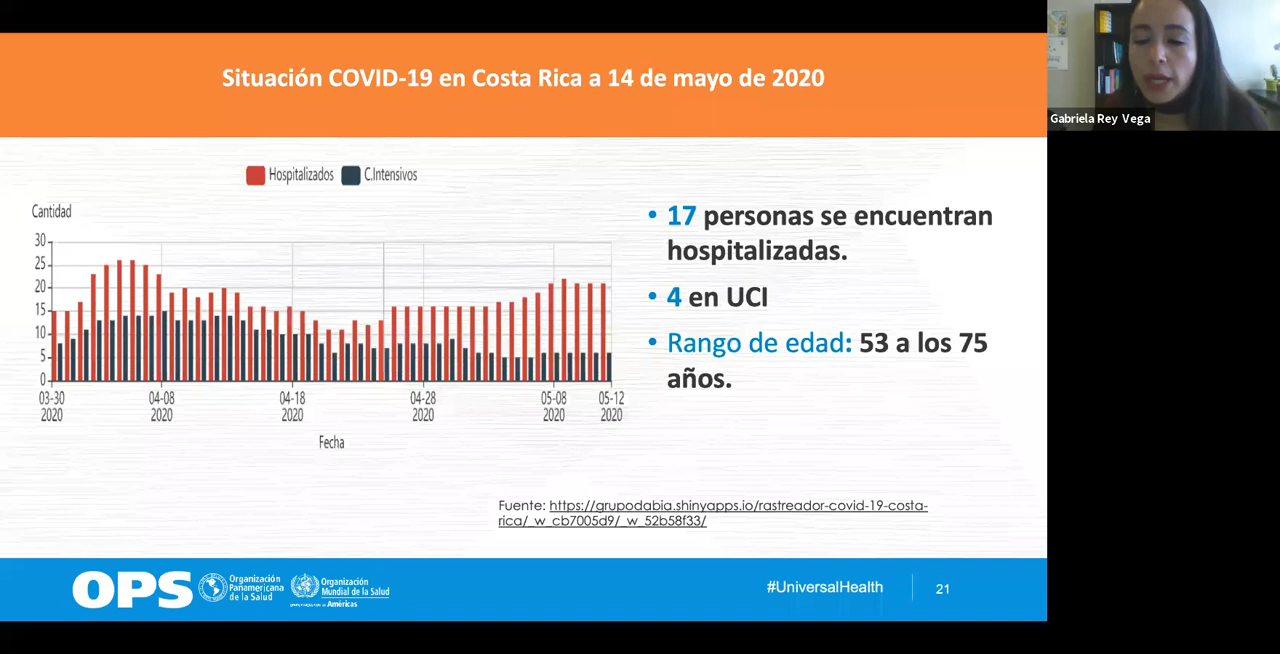 Situación COVID-19 en Costa Rica a 14 de mayo de 2020
Gabriela Rey Vega
Hospitalizados C.Intensivos
Cantidad
30
25
20
15
10
5
0
03-30 04-08 04-18 04-28 05-08 05-12
2020 2020 2020 2020 2020 2020
Fecha
• 17 personas se encuentran
hospitalizadas.
• 4 en UCI
• Rango de edad: 53 a los 75
años.
Fuente: https://grupodabia.shinyapps.io/rastreador-covid-19-costa-
rica/_w_cb7005d9/_w_52b58f33/
OPS
Organización
Panamericana
de la Salud
Organización
Mundial de la Salud
Américas
#UniversalHealth
21